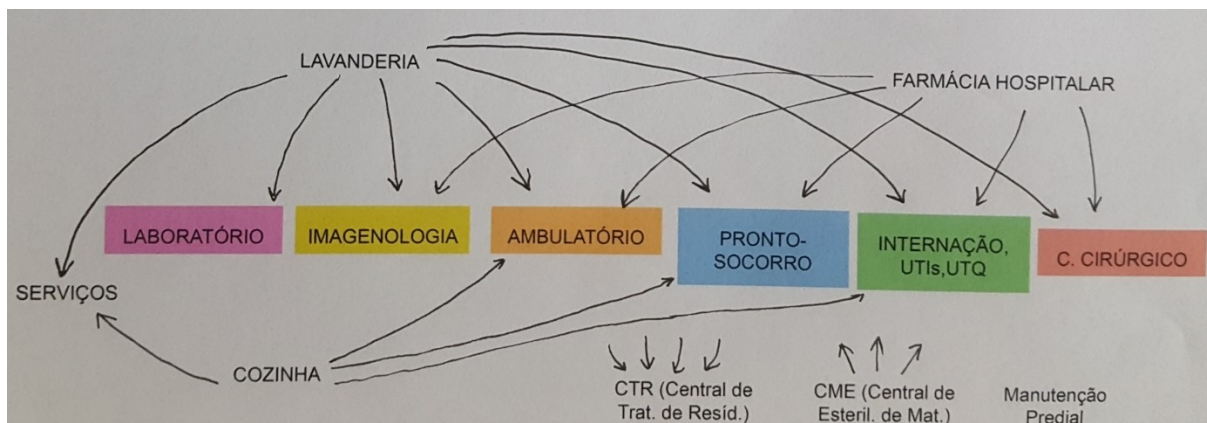 LAVANDERIA
FARMÁCIA HOSPITALAR
LABORATÓRIO
IMAGENOLOGIA
AMBULATÓRIO
PRONTO-
SOCORRO
INTERNAÇÃO,
UTIs,UTQ
C. CIRÚRGICO
SERVIÇOS
COZINHA
CTR (Central de
Trat. de Resíd.)
CME (Central de
Esteril. de Mat.)
Manutenção
Predial